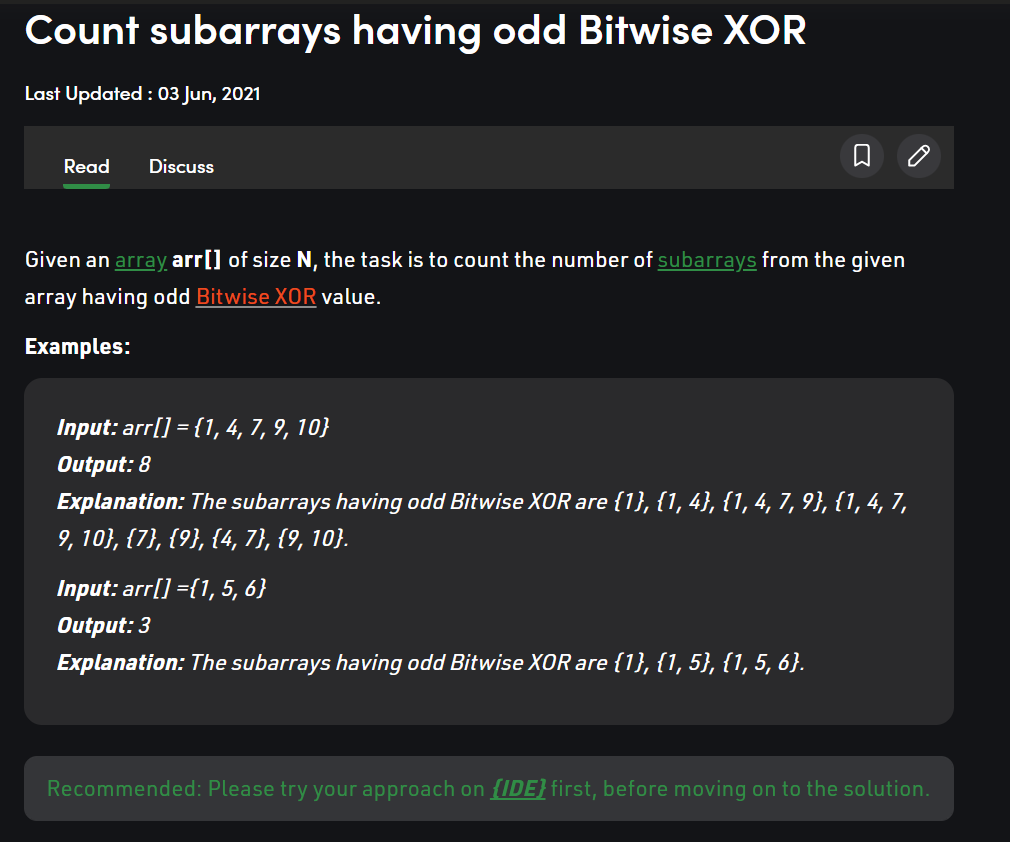 Count subarrays having odd Bitwise XOR
Last Updated : 03 Jun, 2021
Read Discuss
Given an array arr[] of size N, the task is to count the number of subarrays from the given
array having odd Bitwise XOR value.
Examples:
Input: arr[] = {1, 4, 7, 9, 10}
Output: 8
Explanation: The subarrays having odd Bitwise XOR are {1}, {1, 4}, {1, 4, 7, 9}, {1, 4, 7,
9, 10}, {7}, {9}, {4, 7}, {9, 10}.
Input: arr[] ={1, 5, 6}
Output: 3
Explanation: The subarrays having odd Bitwise XOR are {1}, {1, 5}, {1, 5, 6}.
Recommended: Please try your approach on {IDE} first, before moving on to the solution.